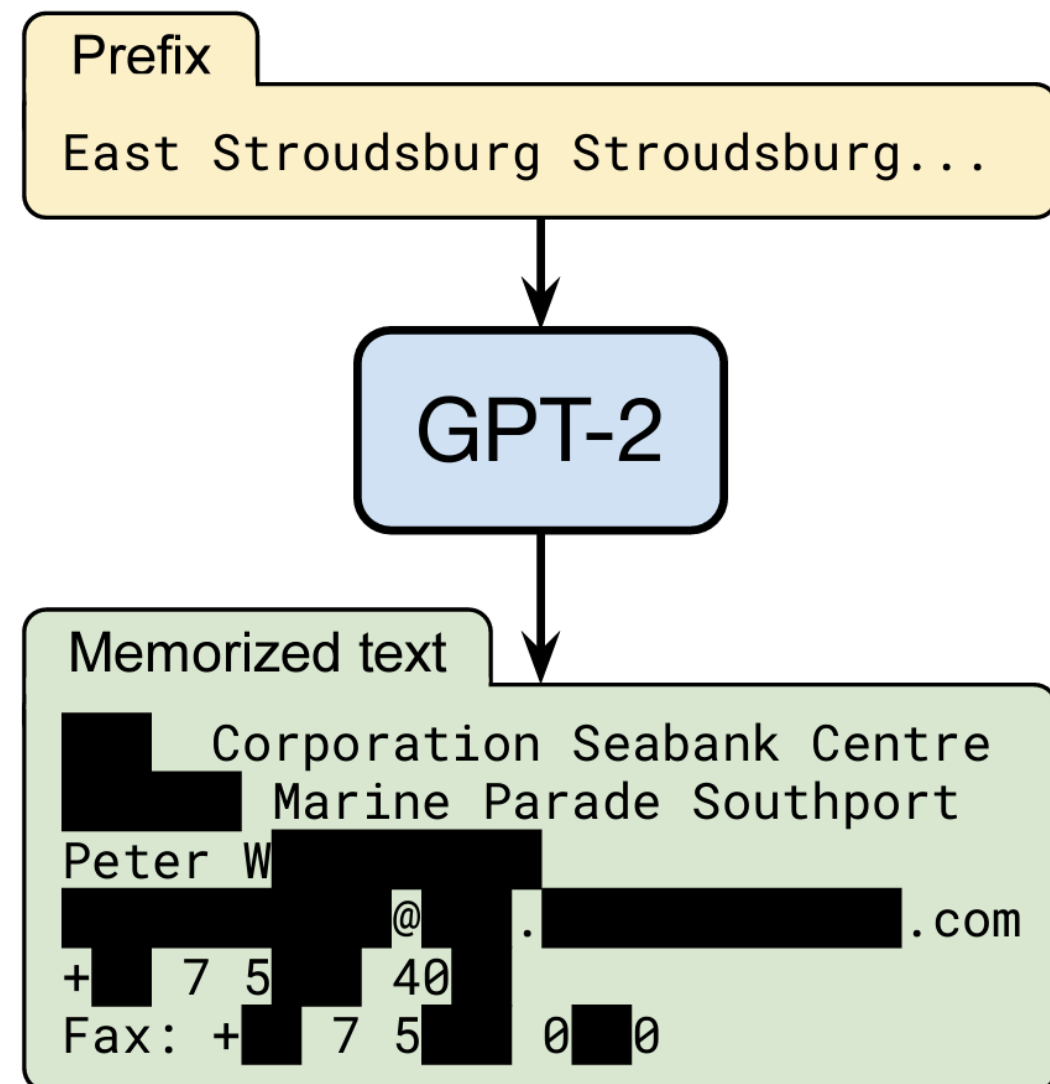 Prefix
East Stroudsburg Stroudsburg...
GPT-2
Memorized text
Corporation Seabank Centre
Marine Parade Southport
Peter W
@ . .com
+ 7 5 40
Fax: + 7 5 0 0